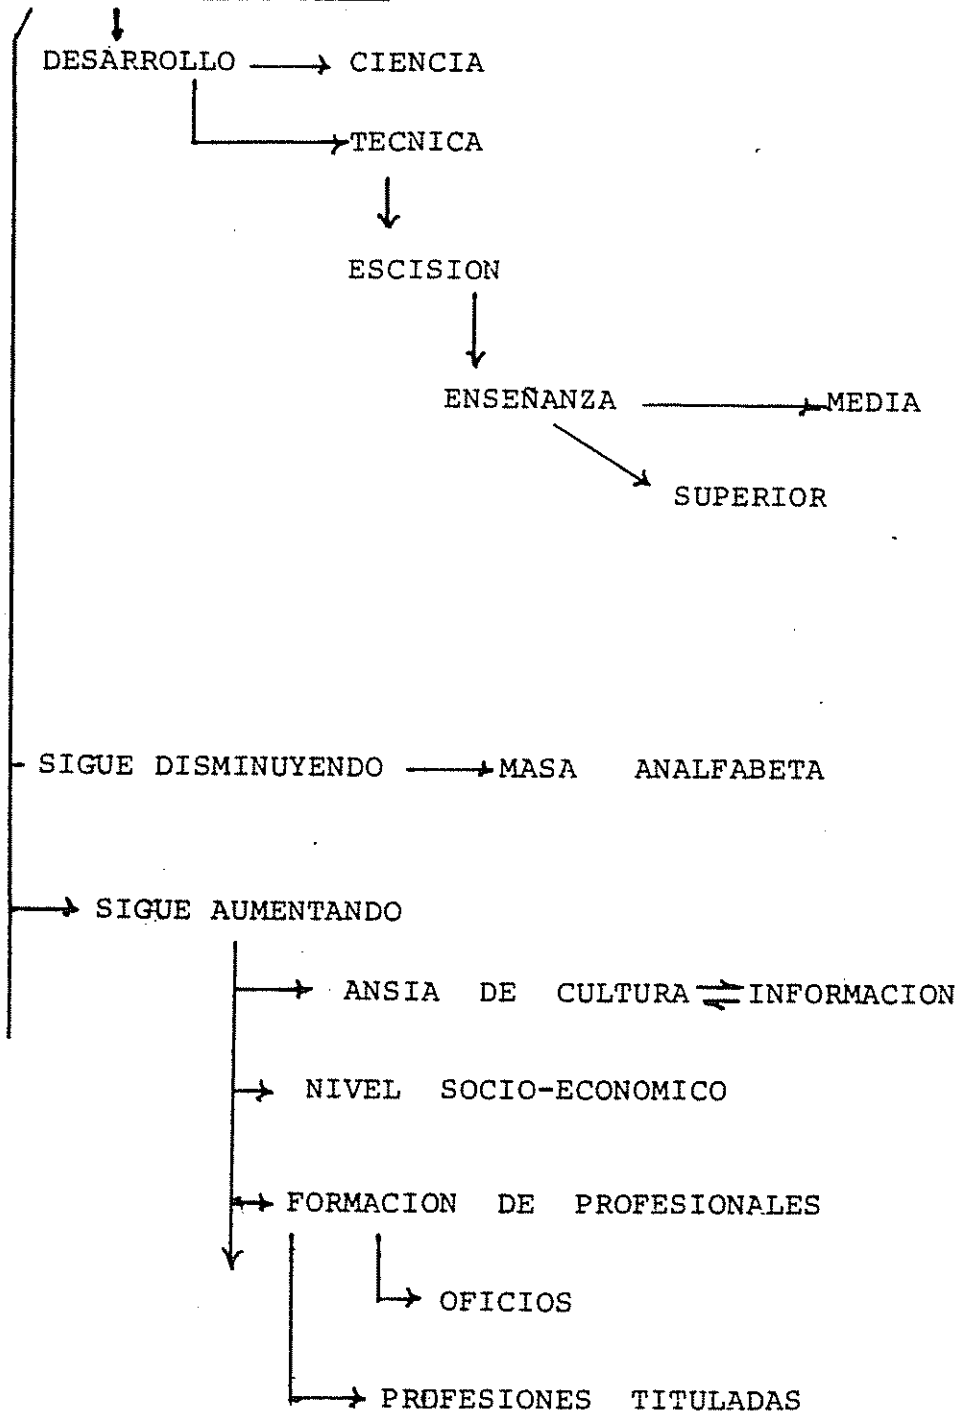 DESARROLLO CIENCIA
TECNICA
ESCISION
ENSEÑANZA MEDIA
SUPERIOR
SIGUE DISMINUYENDO MASA ANALFABETA
SIGUE AUMENTANDO
ANSIA DE CULTURA INFORMACION
NIVEL SOCIO-ECONOMICO
FORMACION DE PROFESIONALES
OFICIOS
PROFESIONES TITULADAS